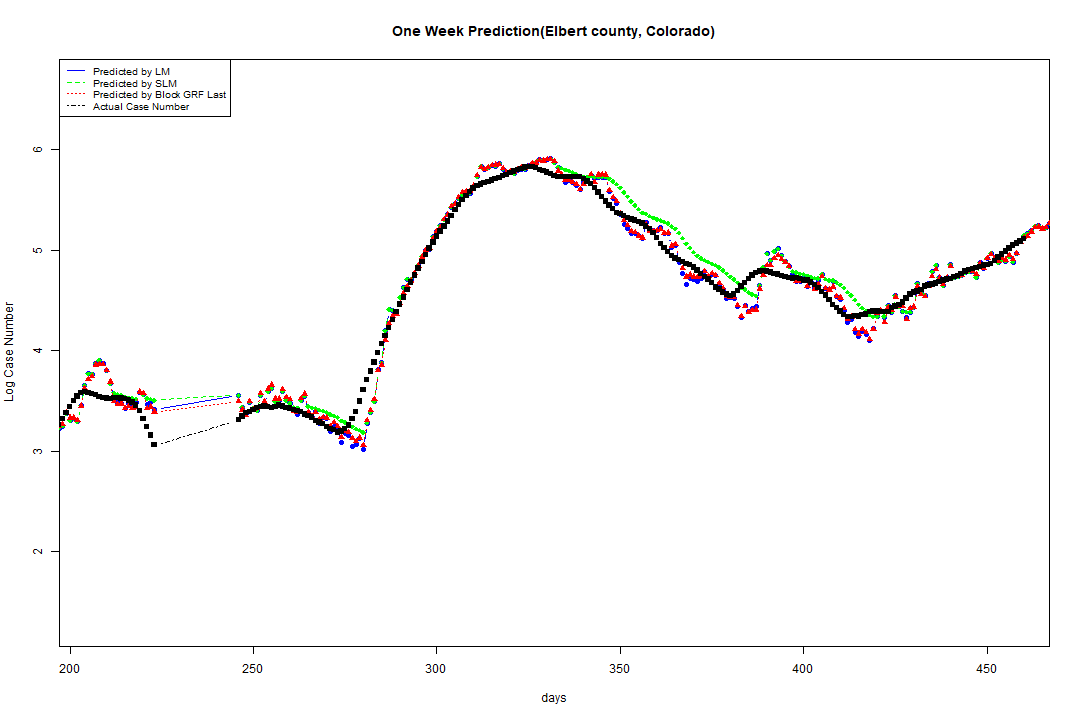 One Week Prediction(Elbert county, Colorado)
Predicted by LM
Predicted by SLM
Predicted by Block GRF Last
Actual Case Number
6
5
4
3
2
Log Case Number
200 250 300 350 400 450
days